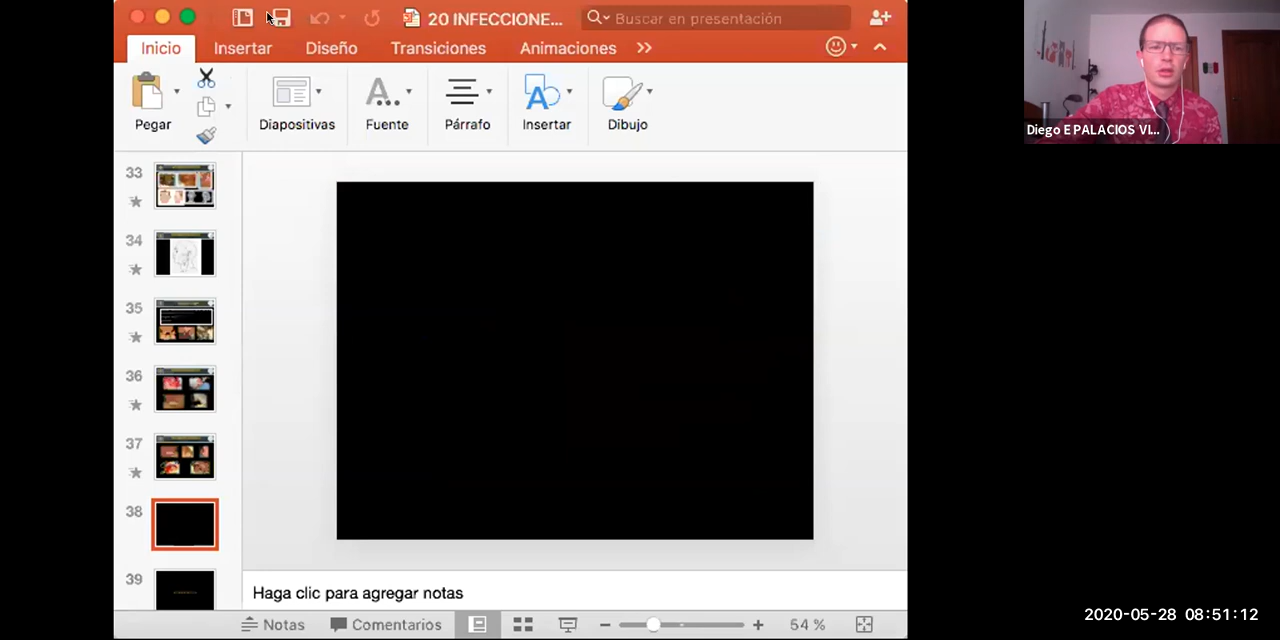 20 INFECCIONE...
Buscar en presentación
Inicio
Insertar
Diseño
Transiciones
Animaciones
Pegar
Diapositivas
Fuente
Párrafo
Insertar
Dibujo
33
34
35
36
37
38
39
Haga clic para agregar notas
Notas
Comentarios
54 %
Diego E PALACIOS VI...
2020-05-28 08:51:12